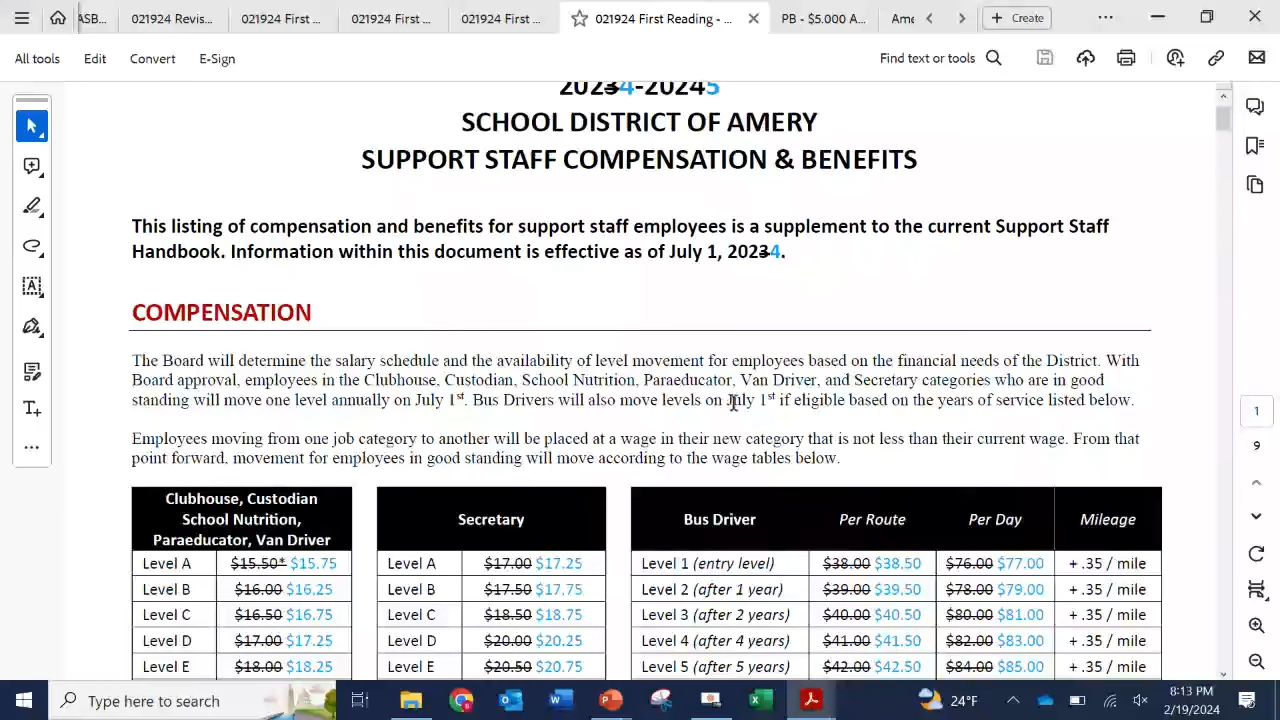 ASB...
021924 Revis...
021924 First ...
021924 First ...
021924 First ...
021924 First Reading - ...
PB - $5.000 A...
Ame
Create
All tools
Edit
Convert
E-Sign
Find text or tools
20234-20245
SCHOOL DISTRICT OF AMERY
SUPPORT STAFF COMPENSATION & BENEFITS
This listing of compensation and benefits for support staff employees is a supplement to the current Support Staff
Handbook. Information within this document is effective as of July 1, 20234.
COMPENSATION
The Board will determine the salary schedule and the availability of level movement for employees based on the financial needs of the District. With
Board approval, employees in the Clubhouse, Custodian, School Nutrition, Paraeducator, Van Driver, and Secretary categories who are in good
standing will move one level annually on July 1st. Bus Drivers will also move levels on July 1st if eligible based on the years of service listed below.
Employees moving from one job category to another will be placed at a wage in their new category that is not less than their current wage. From that
point forward, movement for employees in good standing will move according to the wage tables below.
Clubhouse, Custodian
School Nutrition,
Paraeducator, Van Driver
Level A $15.50* $15.75
Level B $16.00 $16.25
Level C $16.50 $16.75
Level D $17.00 $17.25
Level E $18.00 $18.25
Secretary
Level A $17.00 $17.25
Level B $17.50 $17.75
Level C $18.50 $18.75
Level D $20.00 $20.25
Level E $20.50 $20.75
Bus Driver Per Route Per Day Mileage
Level 1 (entry level) $38.00 $38.50 $76.00 $77.00 + .35 / mile
Level 2 (after 1 year) $39.00 $39.50 $78.00 $79.00 + .35 / mile
Level 3 (after 2 years) $40.00 $40.50 $80.00 $81.00 + .35 / mile
Level 4 (after 4 years) $41.00 $41.50 $82.00 $83.00 + .35 / mile
Level 5 (after 5 years) $42.00 $42.50 $84.00 $85.00 + .35 / mile
1
9
Type here to search
24°F
8:13 PM
2/19/2024